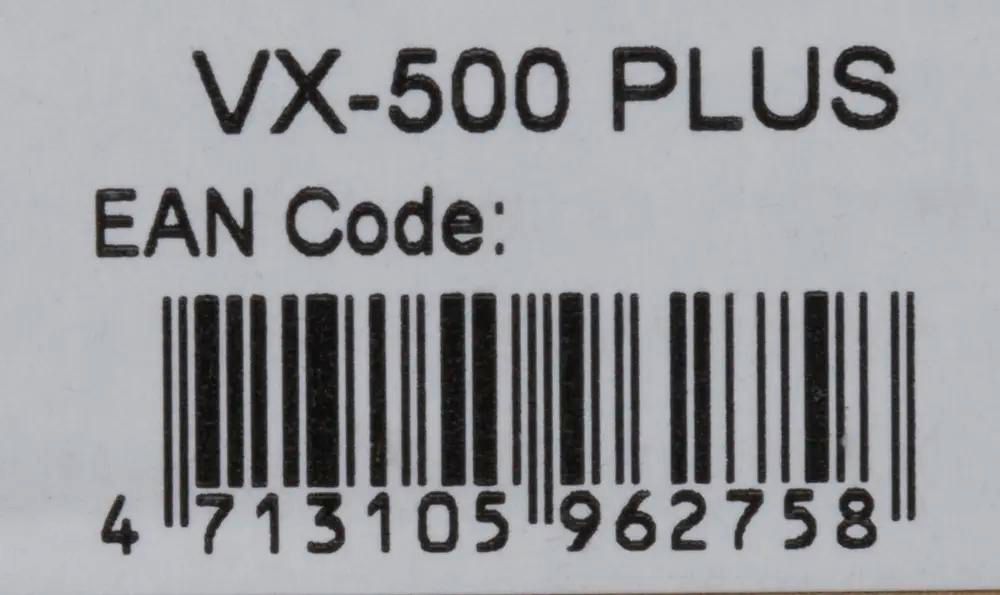 VX-500 PLUS
EAN Code:
4 713105 962758